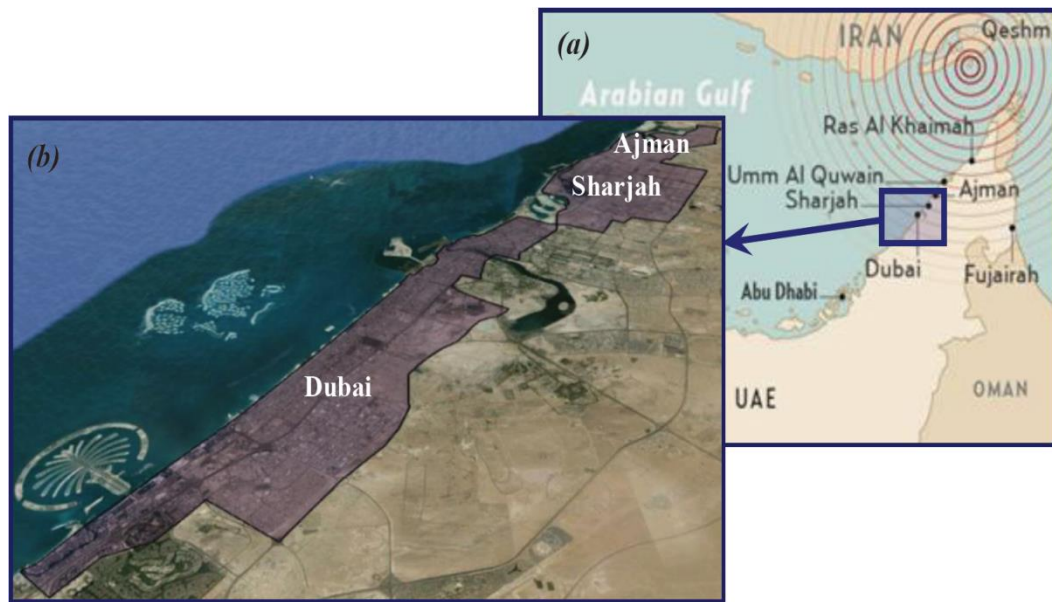 (a)
IRAN
Qeshm
Arabian Gulf
Ras Al Khaimah
Umm Al Quwain
Sharjah
Ajman
Dubai
Fujairah
Abu Dhabi
UAE
OMAN
(b)
Ajman
Sharjah
Dubai